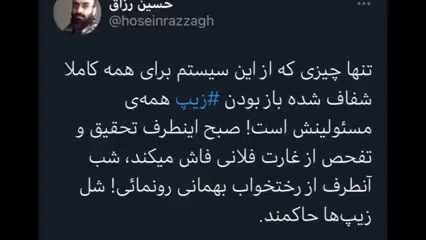 حسین رزاق
@hoseinrazzagh
تنها چیزی که از این سیستم برای همه کاملا
شفاف شده باز بودن #زیپ همه‌ی
مسئولینش است! صبح اینطرف تحقیق و
تفحص از غارت فلانی فاش میکند، شب
آنطرف از رختخواب بهمانی رونمائی! شل
زیپ‌ها حاکمند.